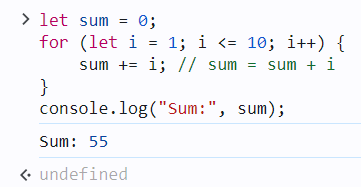 let sum = 0;
for (let i = 1; i <= 10; i++) {
    sum += i; // sum = sum + i
}
console.log("Sum:", sum);
Sum: 55
undefined